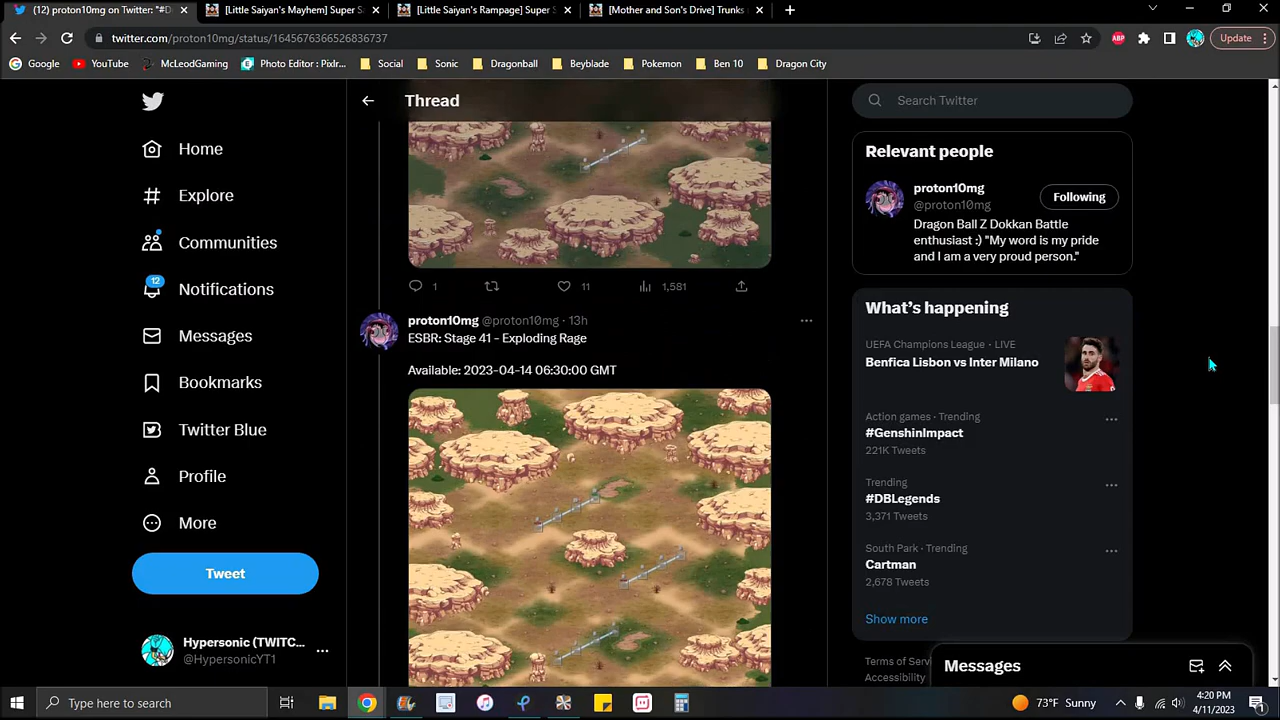 (12) proton10mg on Twitter: "#D
[Little Saiyan's Mayhem] Super S
[Little Saiyan's Rampage] Super S
[Mother and Son's Drive] Trunks
twitter.com/proton10mg/status/1645676366526836737
ABP
Update
Google
YouTube
McLeodGaming
Photo Editor : Pixlr...
Social
Sonic
Dragonball
Beyblade
Pokemon
Ben 10
Dragon City
Thread
Search Twitter
Home
Explore
Communities
12
Notifications
Messages
Bookmarks
Twitter Blue
Profile
More
Tweet
Hypersonic (TWITC...
@HypersonicYT1
1
11
1,581
proton10mg @proton10mg · 13h
ESBR: Stage 41 - Exploding Rage
Available: 2023-04-14 06:30:00 GMT
Relevant people
proton10mg
@proton10mg
Following
Dragon Ball Z Dokkan Battle
enthusiast :) "My word is my pride
and I am a very proud person."
What's happening
UEFA Champions League · LIVE
Benfica Lisbon vs Inter Milano
Action games · Trending
#GenshinImpact
221K Tweets
Trending
#DBLegends
3,371 Tweets
South Park · Trending
Cartman
2,678 Tweets
Show more
Terms of Serv
Accessibility
Messages
Type here to search
73°F Sunny
4:20 PM
4/11/2023